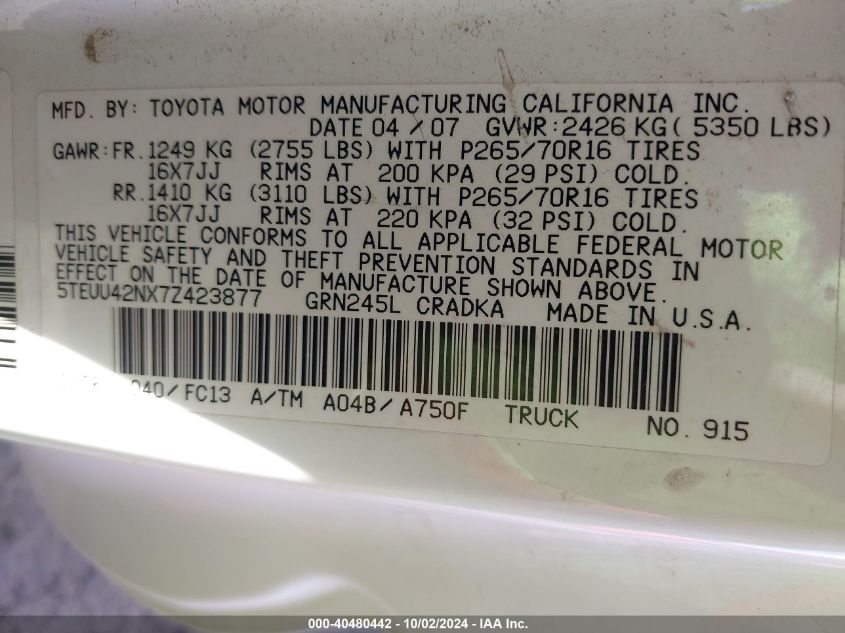 MFD. BY: TOYOTA MOTOR MANUFACTURING CALIFORNIA INC.
DATE 04/07 GVWR:2426 KG( 5350 LBS)
GAWR:FR.1249 KG (2755 LBS) WITH P265/70R16 TIRES
16X7JJ RIMS AT 200 KPA (29 PSI) COLD.
RR.1410 KG (3110 LBS) WITH P265/70R16 TIRES
16X7JJ RIMS AT 220 KPA (32 PSI) COLD.
THIS VEHICLE CONFORMS TO ALL APPLICABLE FEDERAL MOTOR
VEHICLE SAFETY AND THEFT PREVENTION STANDARDS IN
EFFECT ON THE DATE OF MANUFACTURE SHOWN ABOVE.
5TEUU42NX7Z423877 GRN245L CRADKA MADE IN U.S.A.
040/FC13 A/TM A04B/A750F TRUCK NO. 915
000-40480442 - 10/02/2024 - IAA Inc.